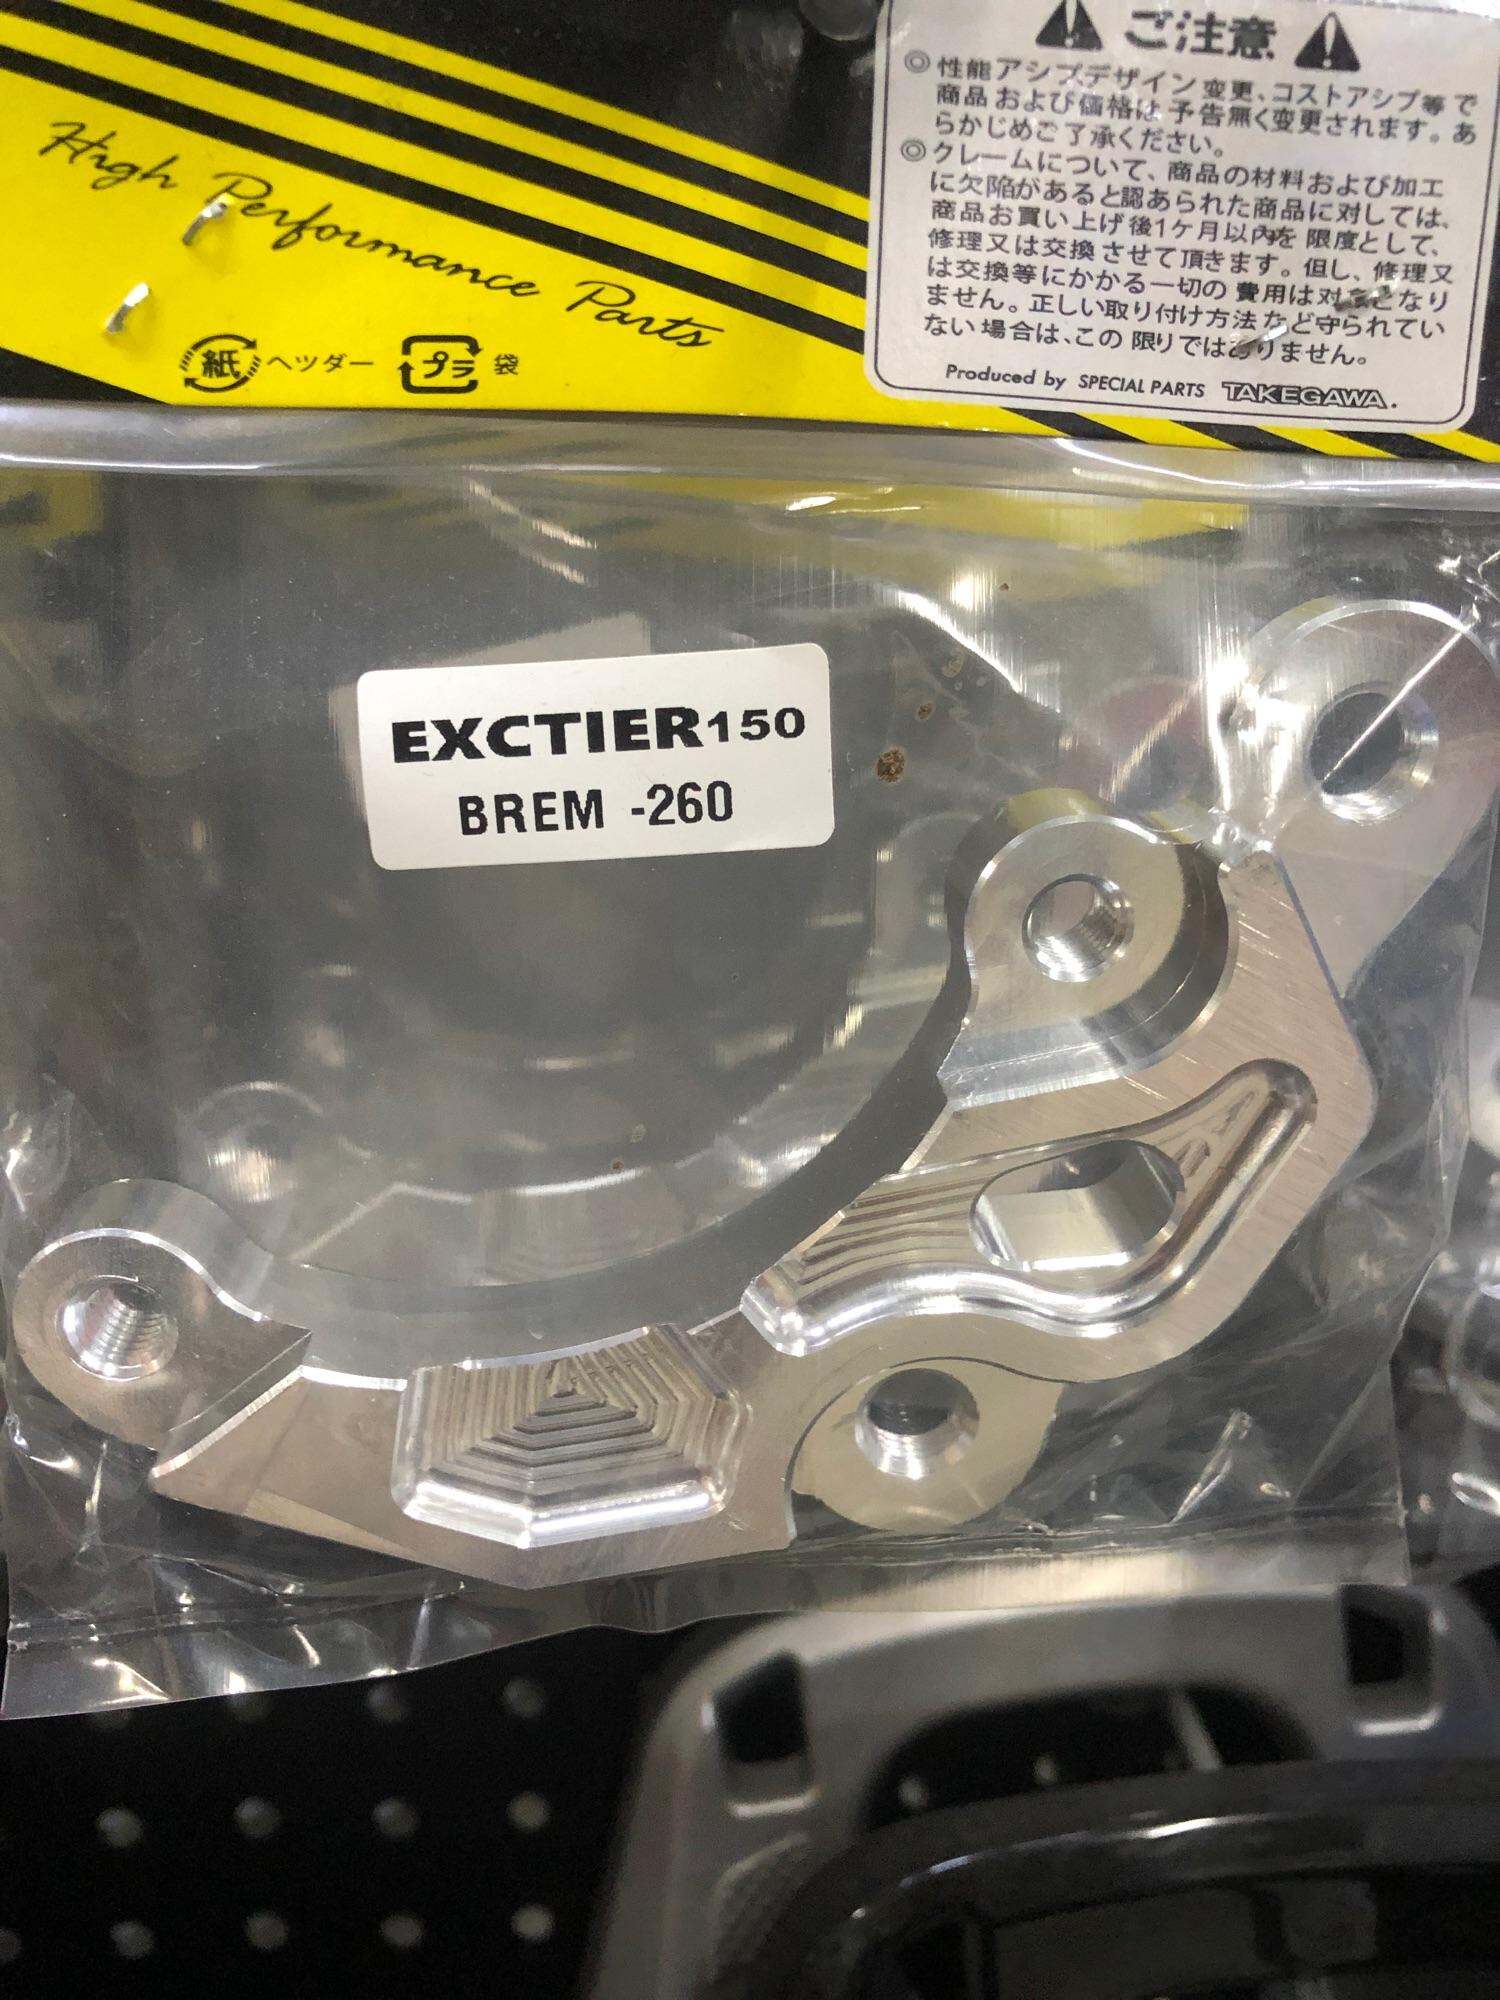 High Performance Parts
紙 ヘツダー プラ 袋
ご注意
◎性能アシプデザイン変更、コストアシプ等で
商品および価格は予告無く変更されます。あ
らかじめご了承ください。
◎クレームについて、商品の材料および加工
に欠陥があると認あられた商品に対しては、
商品お買い上げ後1ケ月以内を限度として、
修理又は交換させて頂きます。但し、修理又
は交換等にかかる一切の費用は対象となり
ません。正しい取り付け方法など守られてい
ない場合は、この限りではありません。
Produced by SPECIAL PARTS TAKEGAWA.
EXCTIER150
BREM -260